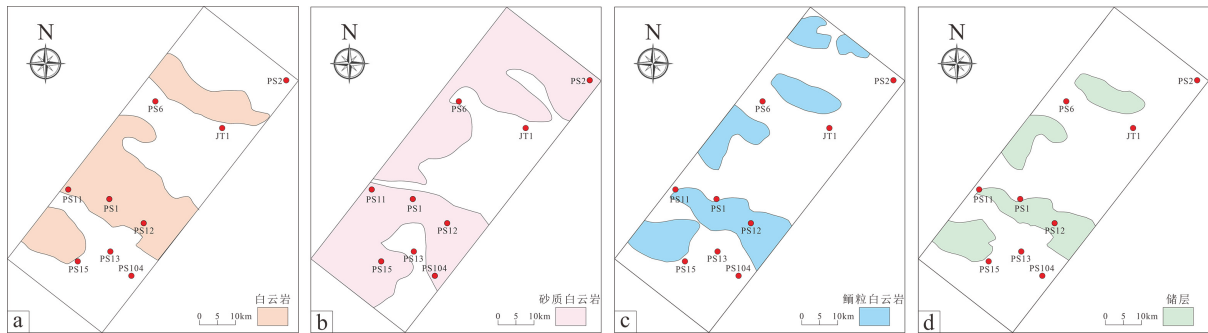 N
PS2
PS6
JT1
PS11
PS1
PS12
PS13
PS15
PS104
a
0 5 10km
白云岩
N
PS2
PS6
JT1
PS11
PS1
PS12
PS13
PS15
PS104
b
0 5 10km
砂质白云岩
N
PS2
PS6
JT1
PS11
PS1
PS12
PS13
PS15
PS104
c
0 5 10km
鲕粒白云岩
N
PS2
PS6
JT1
PS11
PS1
PS12
PS13
PS15
PS104
d
0 5 10km
储层